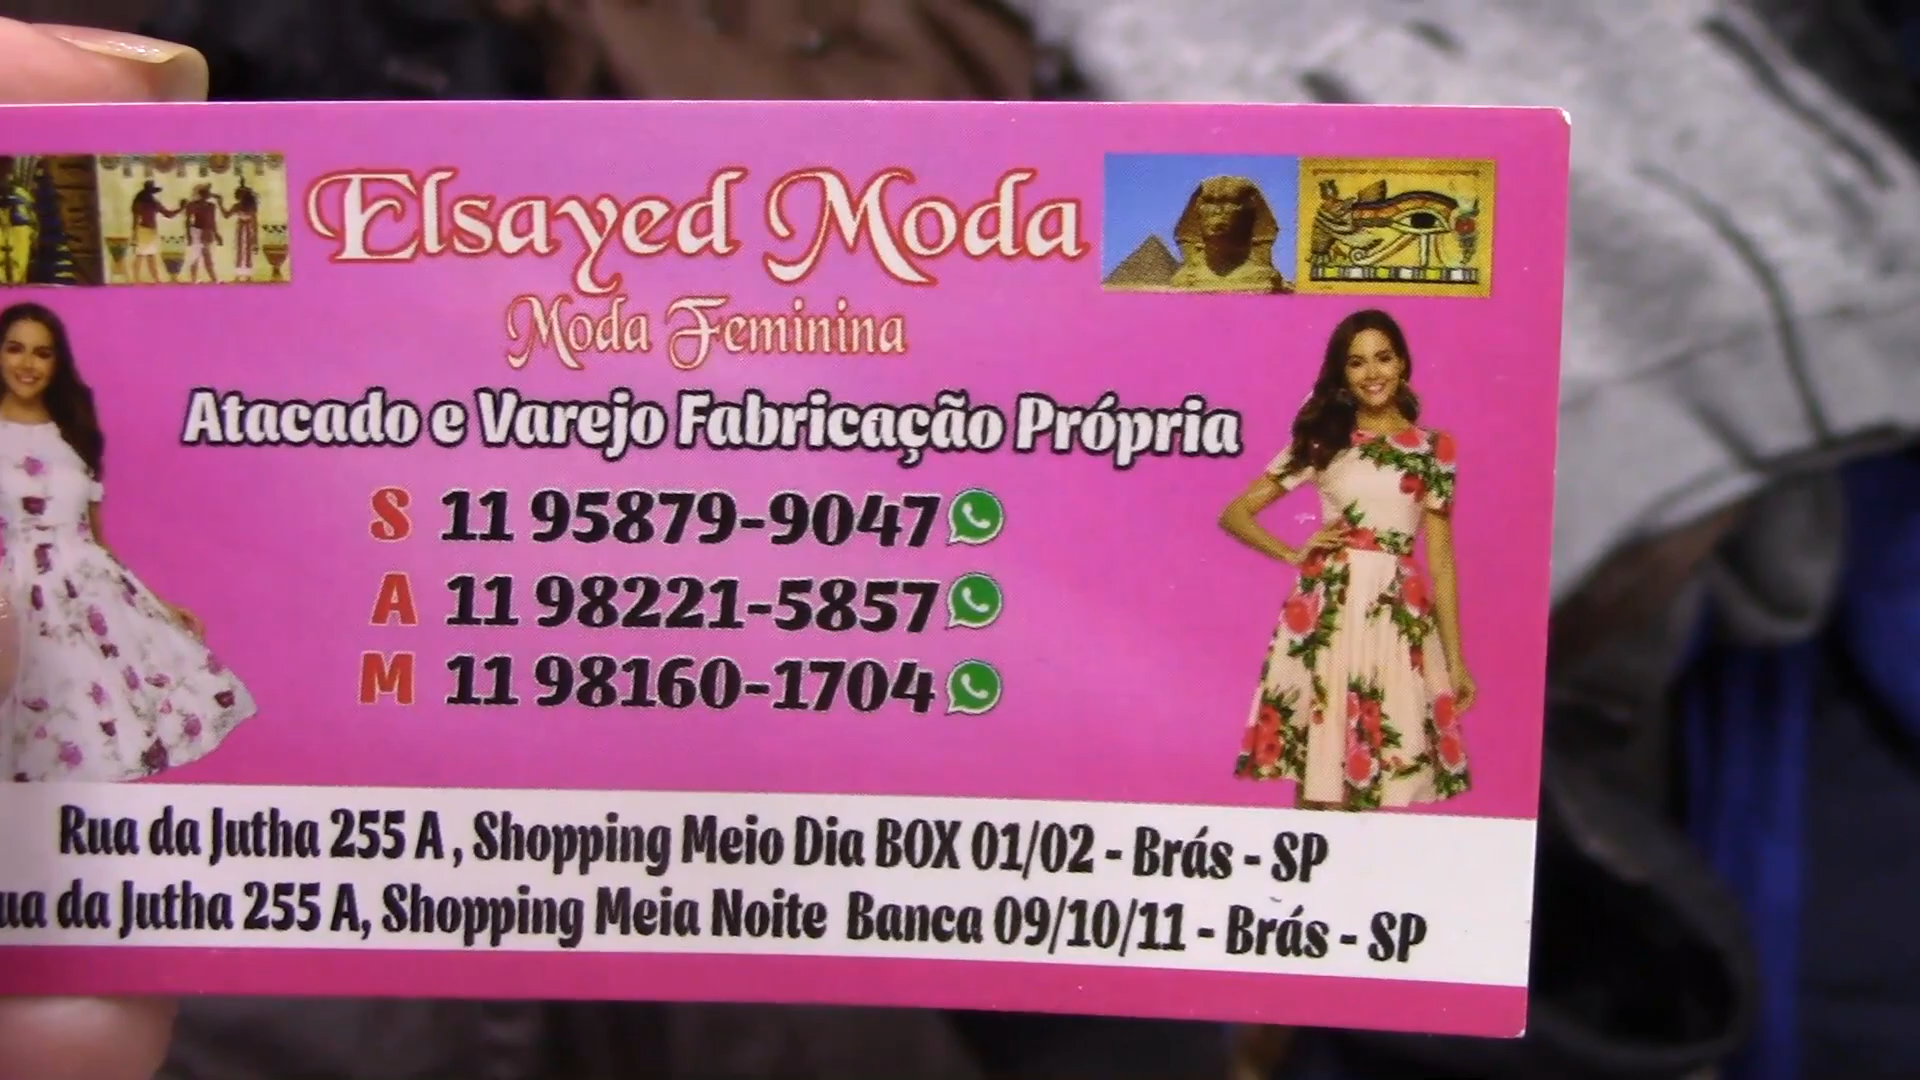 Elsayed Moda
Moda Feminina
Atacado e Varejo Fabricação Própria
S 11 95879-9047
A 11 98221-5857
M 11 98160-1704
Rua da Jutha 255 A, Shopping Meio Dia BOX 01/02 - Brás - SP
ua da Jutha 255 A, Shopping Meia Noite Banca 09/10/11 - Brás - SP